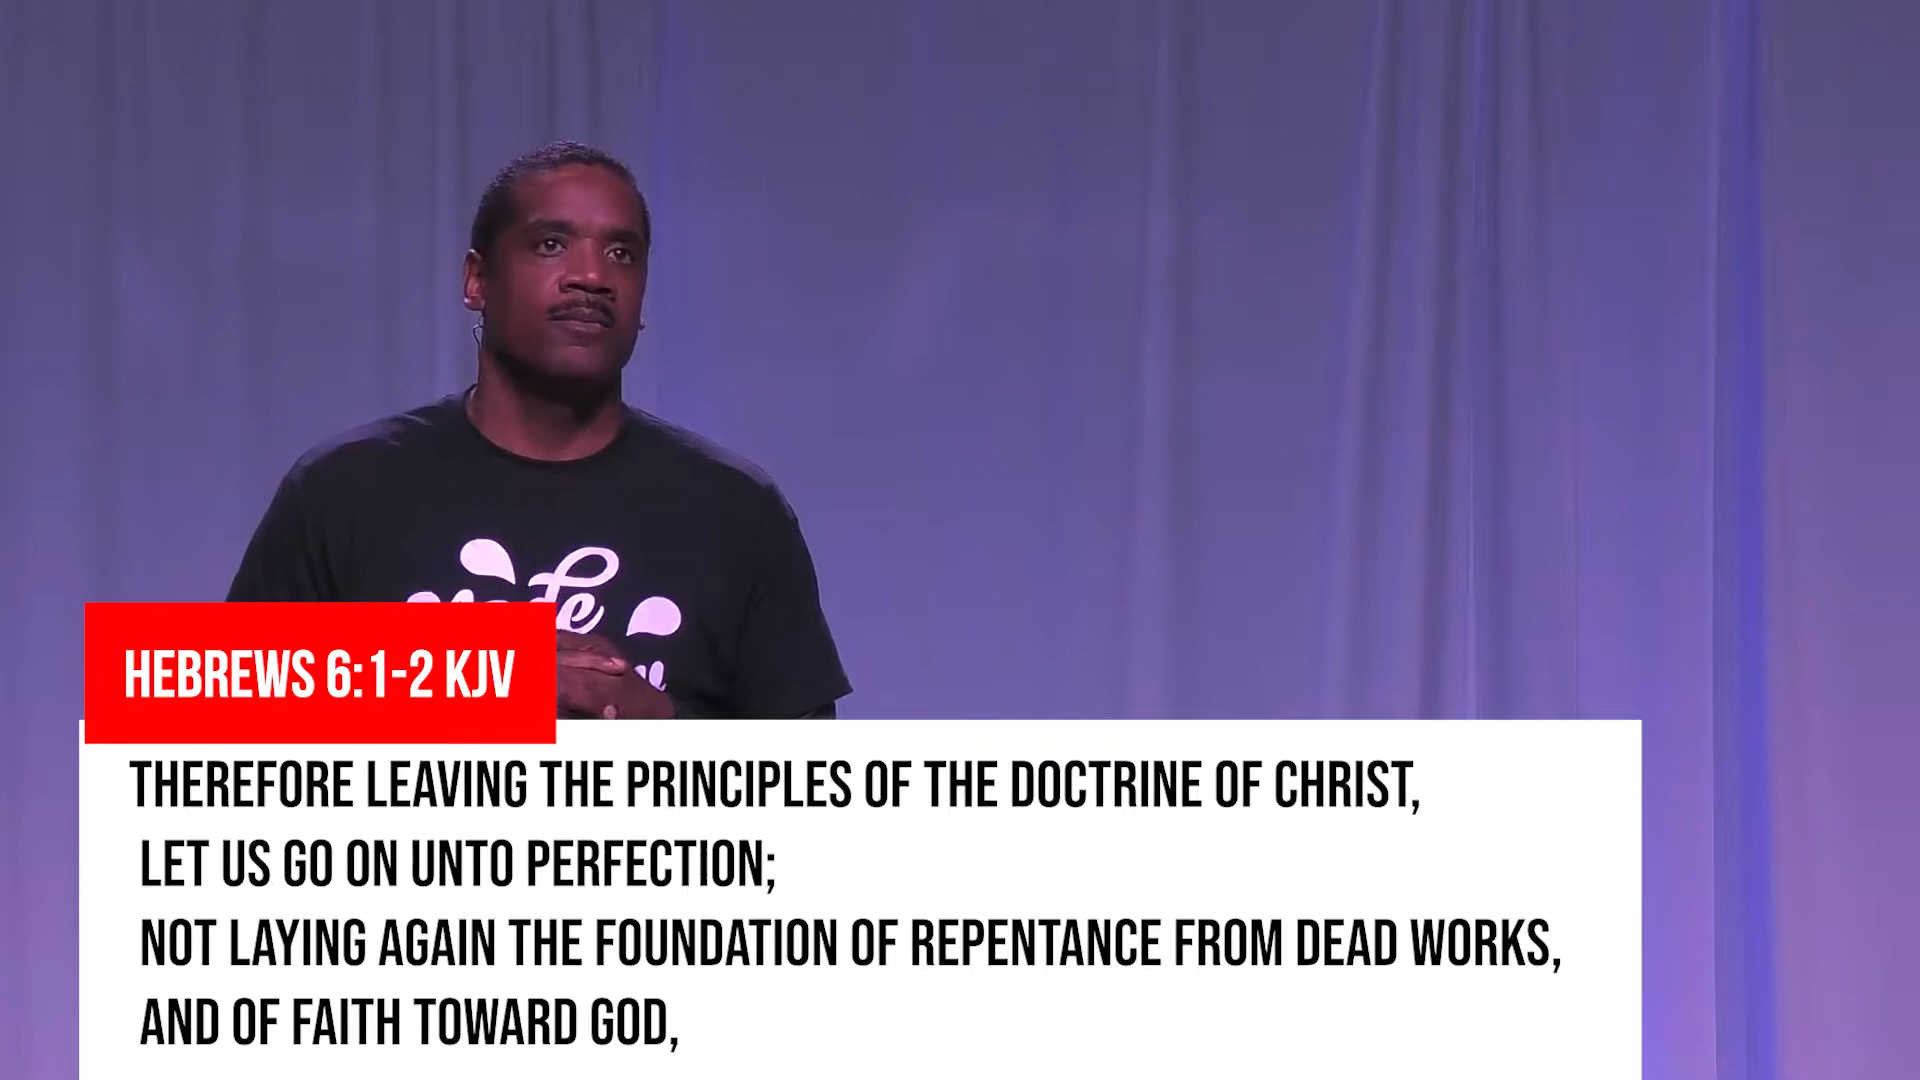 made
HEBREWS 6:1-2 KJV
THEREFORE LEAVING THE PRINCIPLES OF THE DOCTRINE OF CHRIST,
LET US GO ON UNTO PERFECTION;
NOT LAYING AGAIN THE FOUNDATION OF REPENTANCE FROM DEAD WORKS,
AND OF FAITH TOWARD GOD,